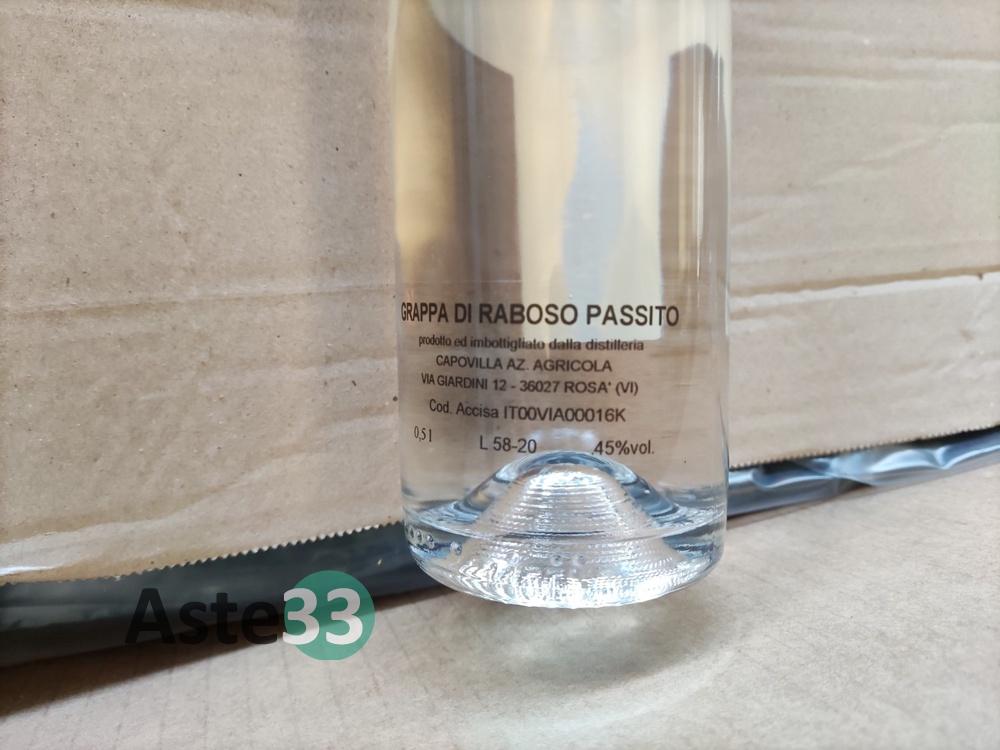 GRAPPA DI RABOSO PASSITO
prodotto ed imbottigliato dalla distilleria
CAPOVILLA AZ. AGRICOLA
VIA GIARDINI 12 - 36027 ROSA' (VI)
Cod. Accisa IT00VIA00016K
0,5 l L 58-20 45%vol.
Aste33